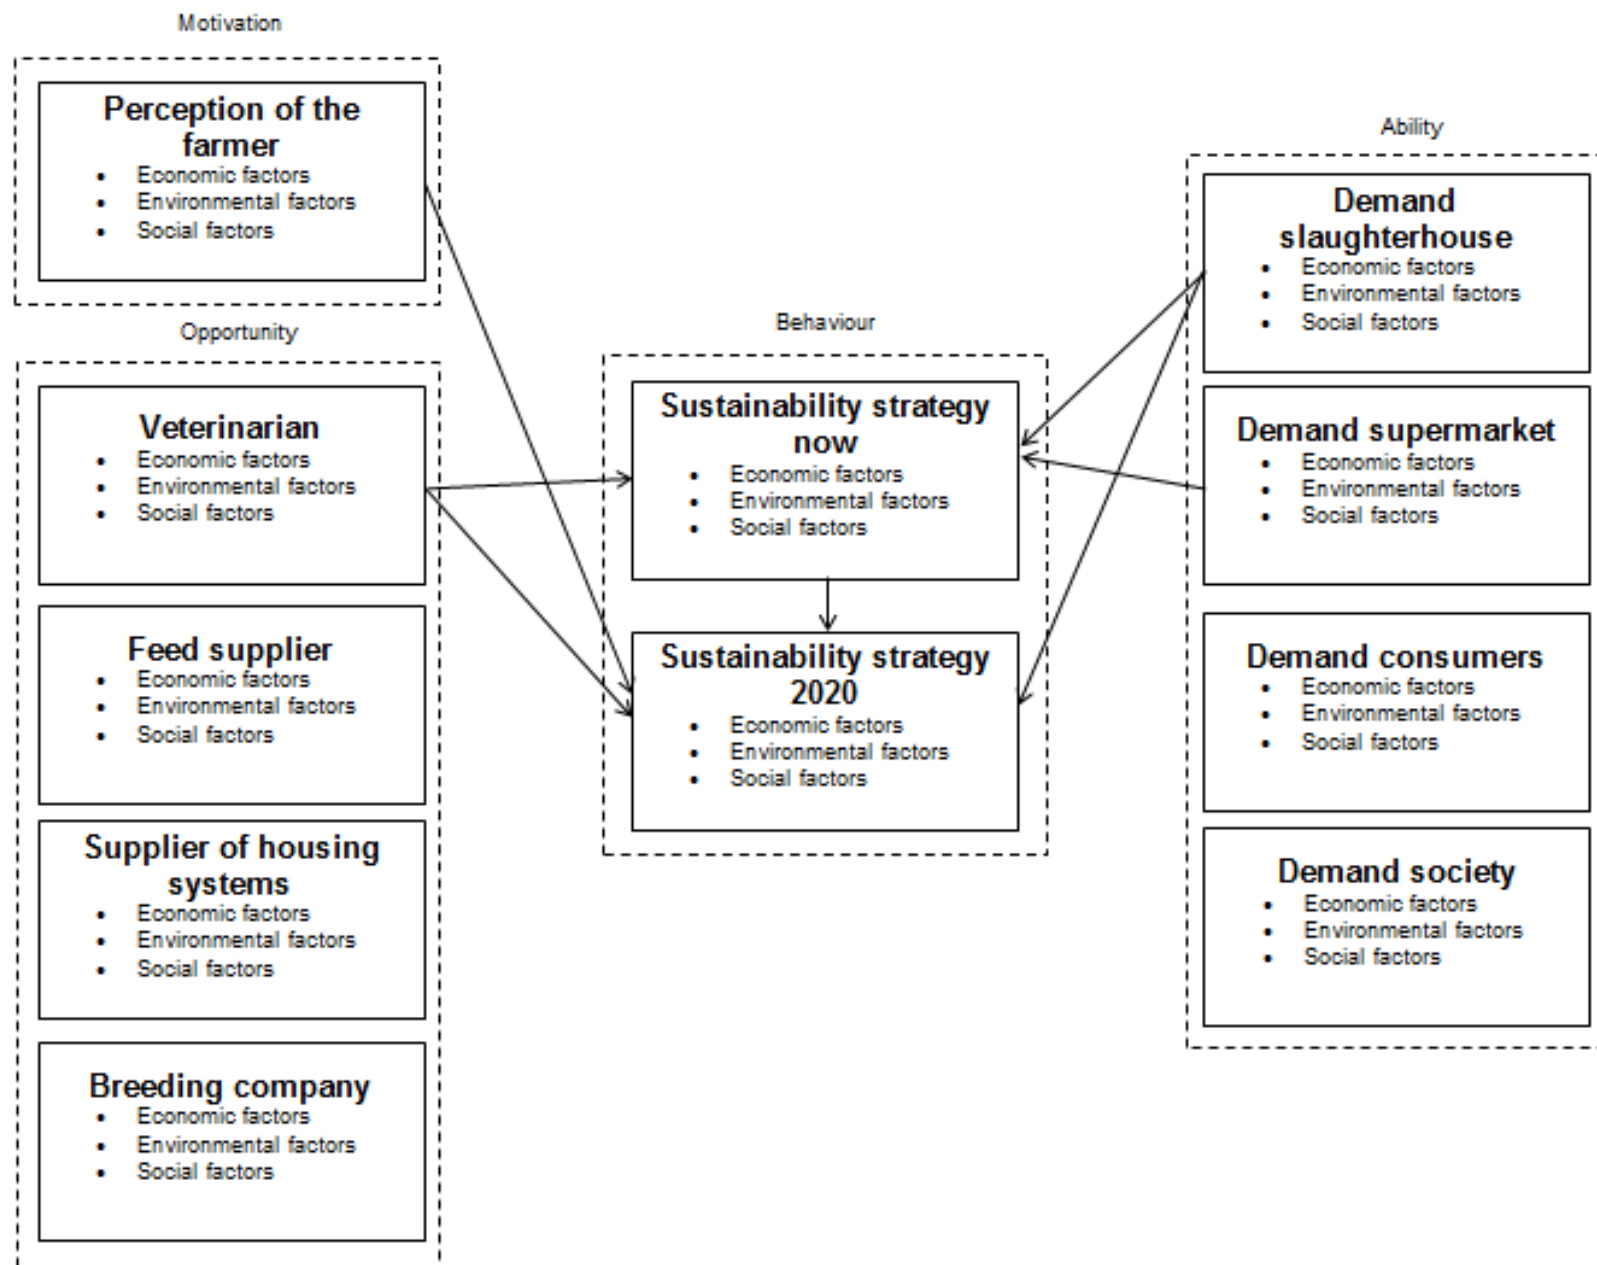 Motivation
Perception of the
farmer
• Economic factors
• Environmental factors
• Social factors
Opportunity
Veterinarian
• Economic factors
• Environmental factors
• Social factors
Feed supplier
• Economic factors
• Environmental factors
• Social factors
Supplier of housing
systems
• Economic factors
• Environmental factors
• Social factors
Breeding company
• Economic factors
• Environmental factors
• Social factors
Behaviour
Sustainability strategy
now
• Economic factors
• Environmental factors
• Social factors
Sustainability strategy
2020
• Economic factors
• Environmental factors
• Social factors
Ability
Demand
slaughterhouse
• Economic factors
• Environmental factors
• Social factors
Demand supermarket
• Economic factors
• Environmental factors
• Social factors
Demand consumers
• Economic factors
• Environmental factors
• Social factors
Demand society
• Economic factors
• Environmental factors
• Social factors